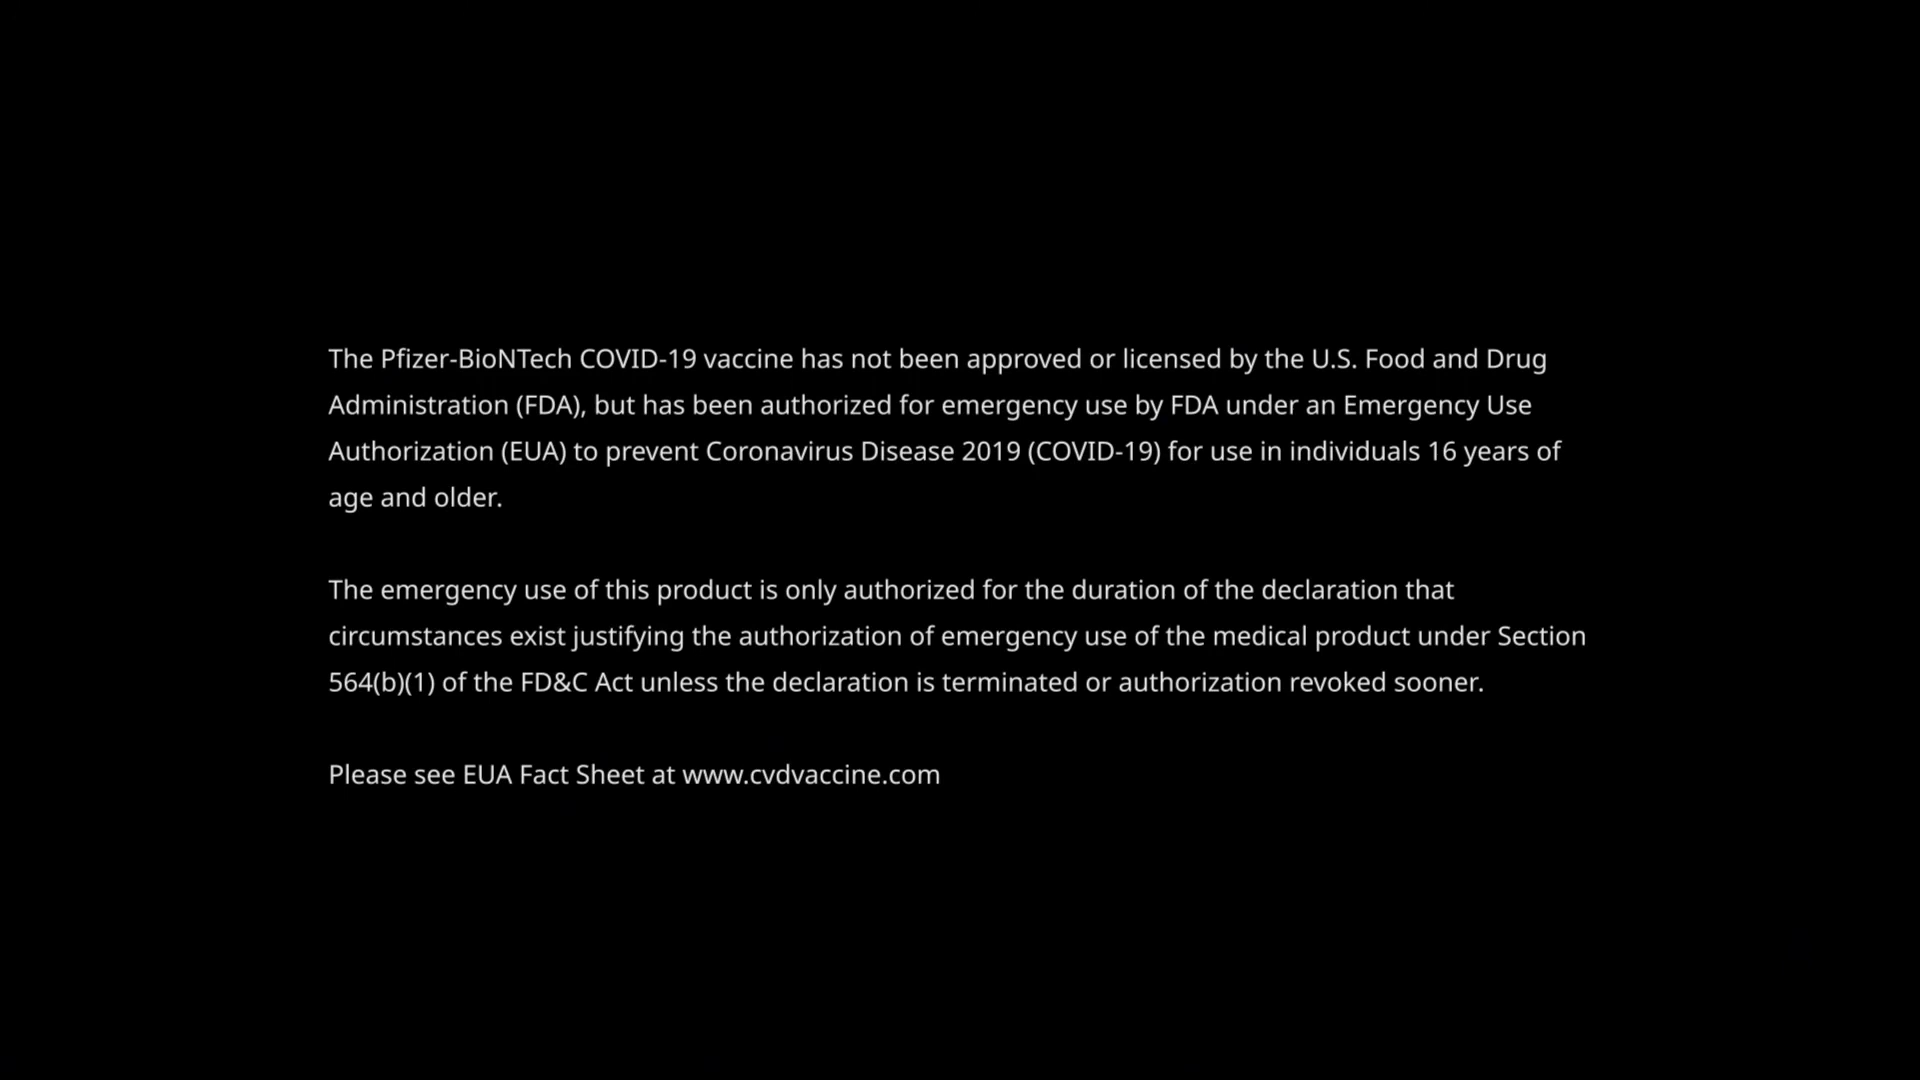 The Pfizer-BioNTech COVID-19 vaccine has not been approved or licensed by the U.S. Food and Drug
Administration (FDA), but has been authorized for emergency use by FDA under an Emergency Use
Authorization (EUA) to prevent Coronavirus Disease 2019 (COVID-19) for use in individuals 16 years of
age and older.
The emergency use of this product is only authorized for the duration of the declaration that
circumstances exist justifying the authorization of emergency use of the medical product under Section
564(b)(1) of the FD&C Act unless the declaration is terminated or authorization revoked sooner.
Please see EUA Fact Sheet at www.cvdvaccine.com